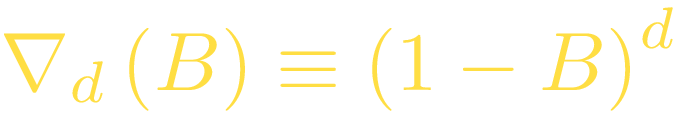 ∇_d (B) ≡ (1 − B)^d